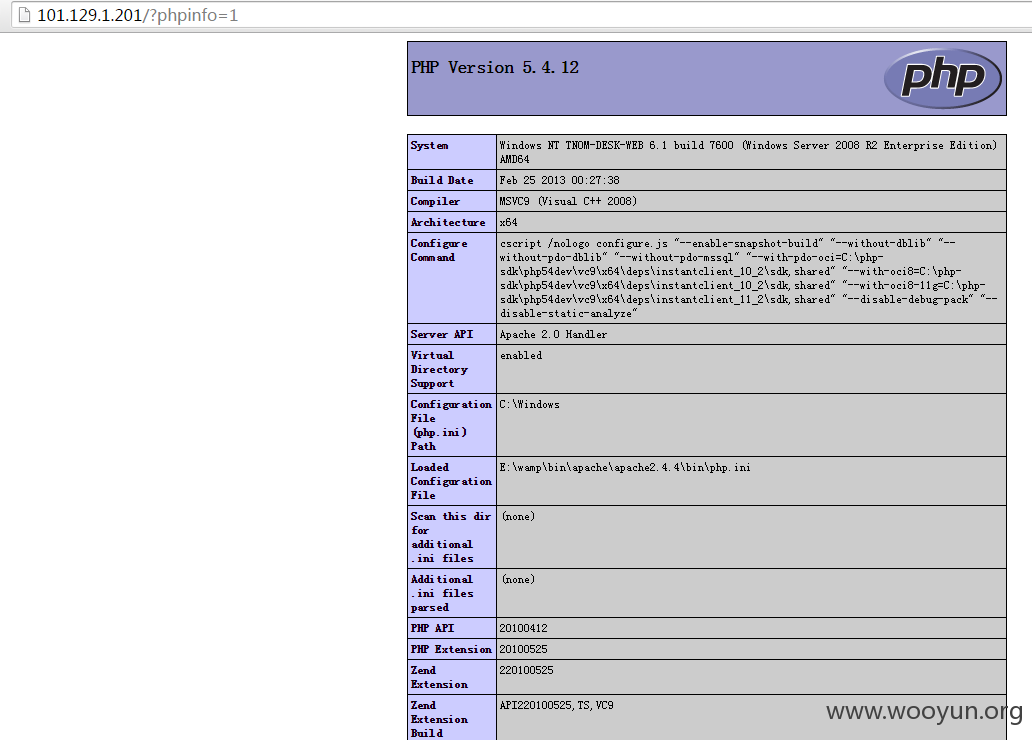 101.129.1.201/?phpinfo=1
PHP Version 5.4.12
php
System
Windows NT TNOM-DESK-WEB 6.1 build 7600 (Windows Server 2008 R2 Enterprise Edition)
AMD64
Build Date
Feb 25 2013 00:27:38
Compiler
MSVC9 (Visual C++ 2008)
Architecture
x64
Configure
Command
cscript /nologo configure.js "--enable-snapshot-build" "--without-dblib" "--
without-pdo-dblib" "--without-pdo-mssql" "--with-pdo-oci=C:\php-
sdk\php54dev\vc9\x64\deps\instantclient_10_2\sdk,shared" "--with-oci8=C:\php-
sdk\php54dev\vc9\x64\deps\instantclient_10_2\sdk,shared" "--with-oci8-11g=C:\php-
sdk\php54dev\vc9\x64\deps\instantclient_11_2\sdk,shared" "--disable-debug-pack" "--
disable-static-analyze"
Server API
Apache 2.0 Handler
Virtual
Directory
Support
enabled
Configuration
File
(php.ini)
Path
C:\Windows
Loaded
Configuration
File
E:\wamp\bin\apache\apache2.4.4\bin\php.ini
Scan this dir
for
additional
.ini files
(none)
Additional
.ini files
parsed
(none)
PHP API
20100412
PHP Extension
20100525
Zend
Extension
220100525
Zend
Extension
Build
API220100525,TS,VC9
www.wooyun.org